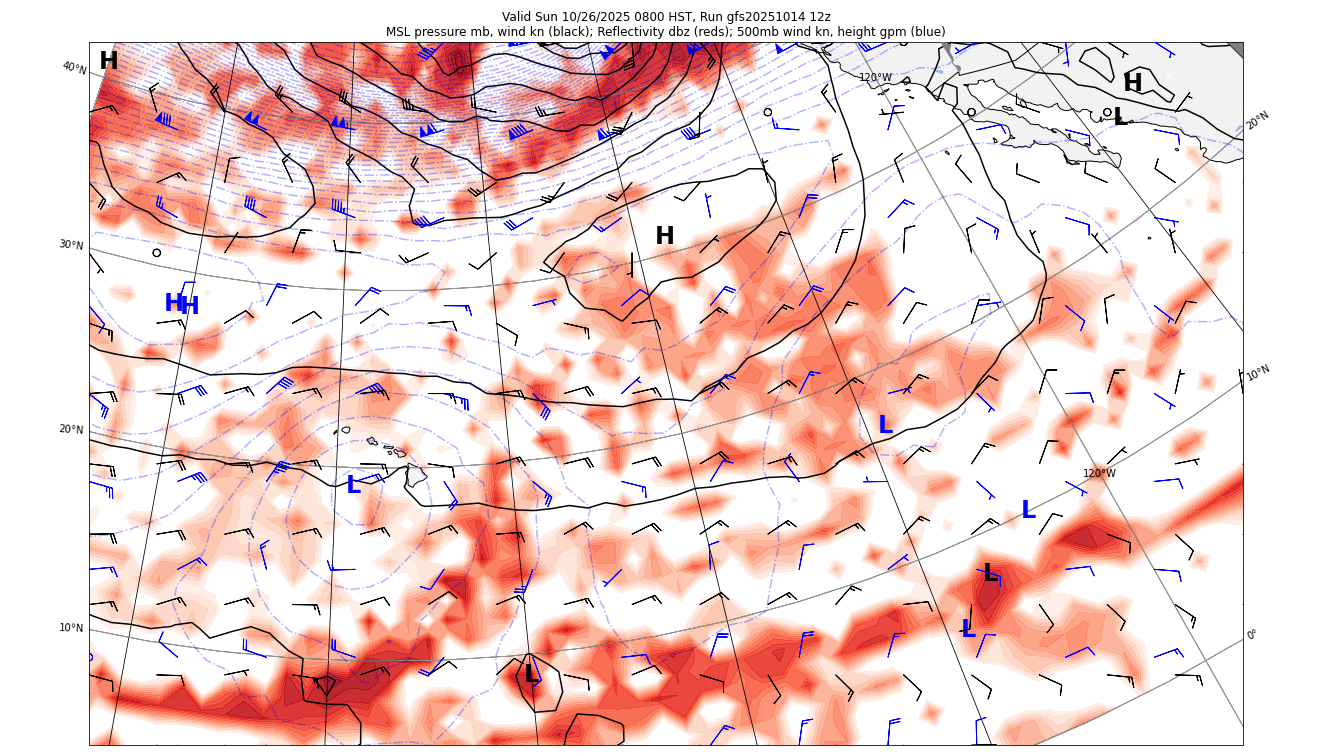 Valid Sun 10/26/2025 0800 HST, Run gfs20251014 12z
MSL pressure mb, wind kn (black); Reflectivity dbz (reds); 500mb wind kn, height gpm (blue)
H
40°N
120°W
H
L
20°N
H
30°N
H
H
10°N
20°N
L
L
120°W
L
L
10°N
L
0°
L